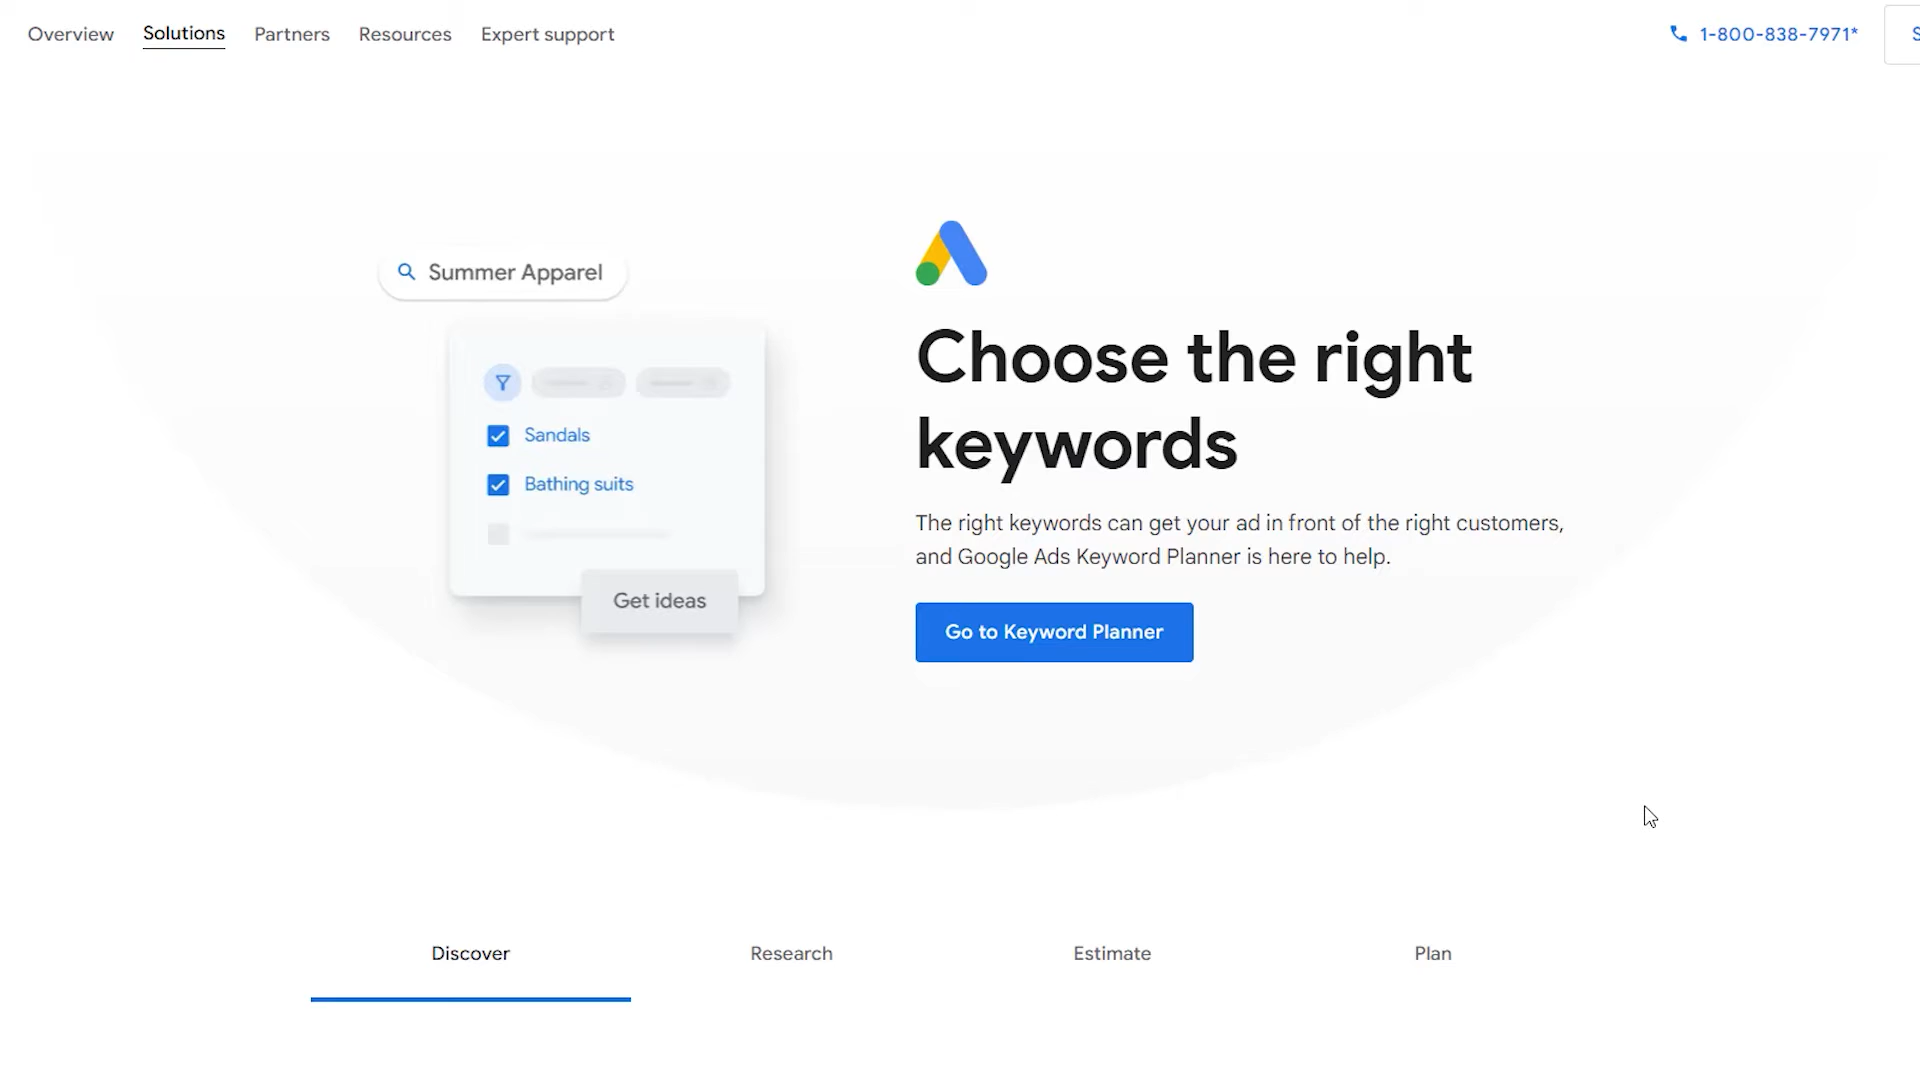 Overview Solutions Partners Resources Expert support 1-800-838-7971* S
Summer Apparel
Sandals
Bathing suits
Get ideas
Choose the right
keywords
The right keywords can get your ad in front of the right customers,
and Google Ads Keyword Planner is here to help.
Go to Keyword Planner
Discover Research Estimate Plan